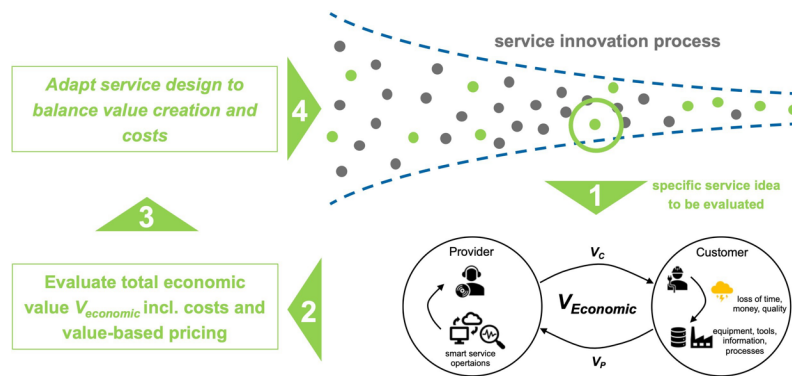 service innovation process
Adapt service design to
balance value creation and
costs
4
1
specific service idea
to be evaluated
3
Provider
V_C
Customer
Evaluate total economic
value V_economic incl. costs and
value-based pricing
2
V_Economic
loss of time,
money, quality
equipment, tools,
information,
processes
smart service
opertaions
V_P